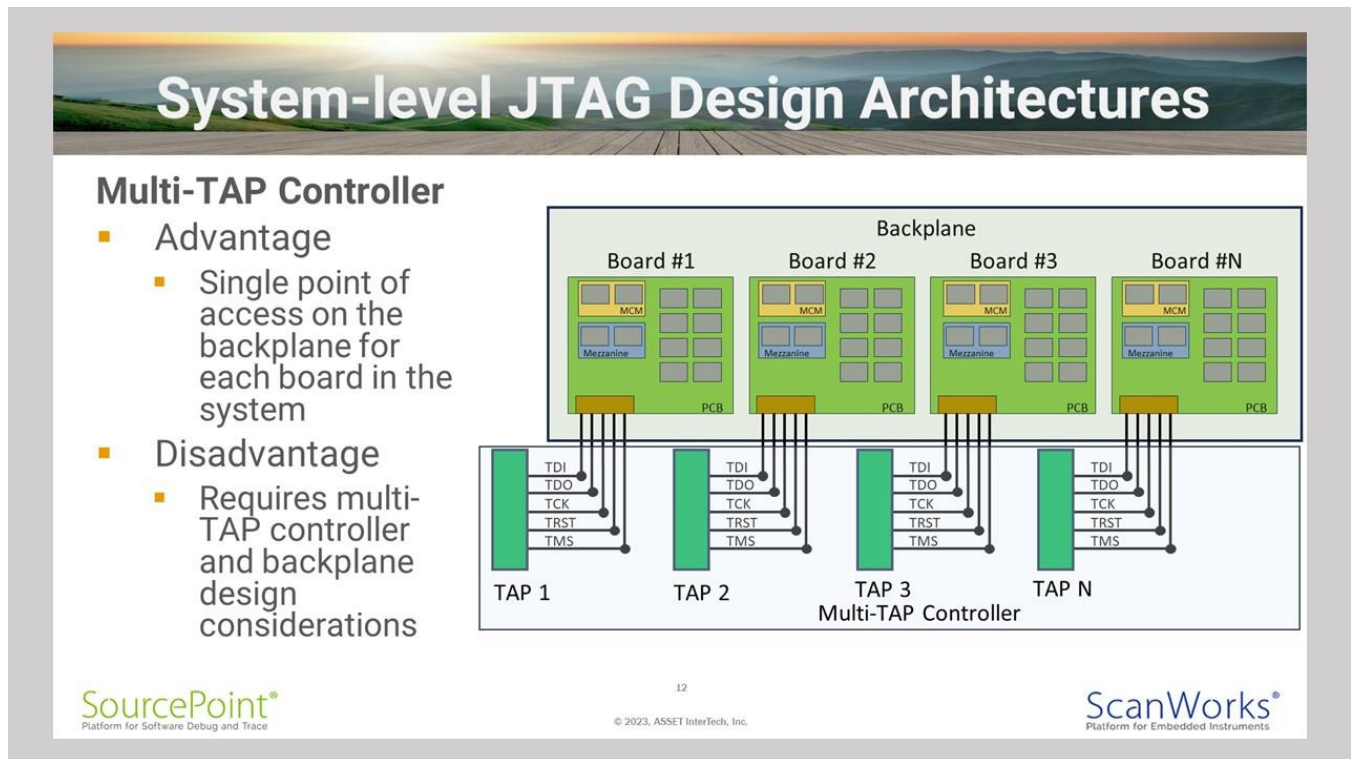 System-level JTAG Design Architectures
Multi-TAP Controller
Advantage
Single point of
access on the
backplane for
each board in the
system
Disadvantage
Requires multi-
TAP controller
and backplane
design
considerations
Backplane
Board #1
Board #2
Board #3
Board #N
MCM
MCM
MCM
MCM
Mezzanine
Mezzanine
Mezzanine
Mezzanine
PCB
PCB
PCB
PCB
TDI
TDO
TCK
TRST
TMS
TDI
TDO
TCK
TRST
TMS
TDI
TDO
TCK
TRST
TMS
TDI
TDO
TCK
TRST
TMS
TAP 1
TAP 2
TAP 3
TAP N
Multi-TAP Controller
SourcePoint®
Platform for Software Debug and Trace
12
© 2023, ASSET InterTech, Inc.
ScanWorks®
Platform for Embedded Instruments